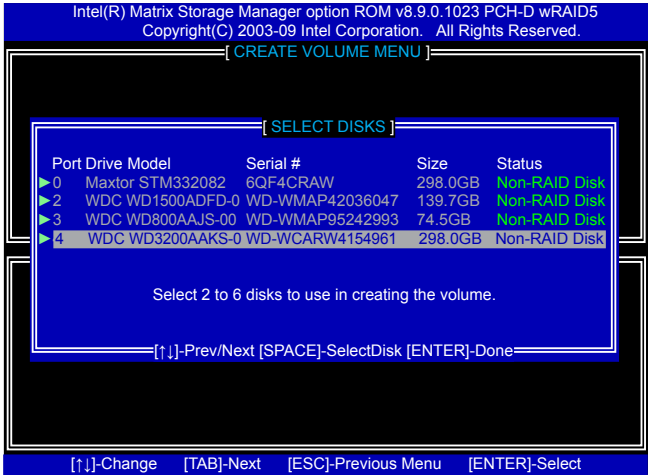 Intel(R) Matrix Storage Manager option ROM v8.9.0.1023 PCH-D wRAID5
Copyright(C) 2003-09 Intel Corporation. All Rights Reserved.
[ CREATE VOLUME MENU ]
[ SELECT DISKS ]
Port Drive Model Serial # Size Status
0 Maxtor STM332082 6QF4CRAW 298.0GB Non-RAID Disk
2 WDC WD1500ADFD-0 WD-WMAP42036047 139.7GB Non-RAID Disk
3 WDC WD800AAJS-00 WD-WMAP95242993 74.5GB Non-RAID Disk
4 WDC WD3200AAKS-0 WD-WCARW4154961 298.0GB Non-RAID Disk
Select 2 to 6 disks to use in creating the volume.
[↑↓]-Prev/Next [SPACE]-SelectDisk [ENTER]-Done
[↑↓]-Change [TAB]-Next [ESC]-Previous Menu [ENTER]-Select